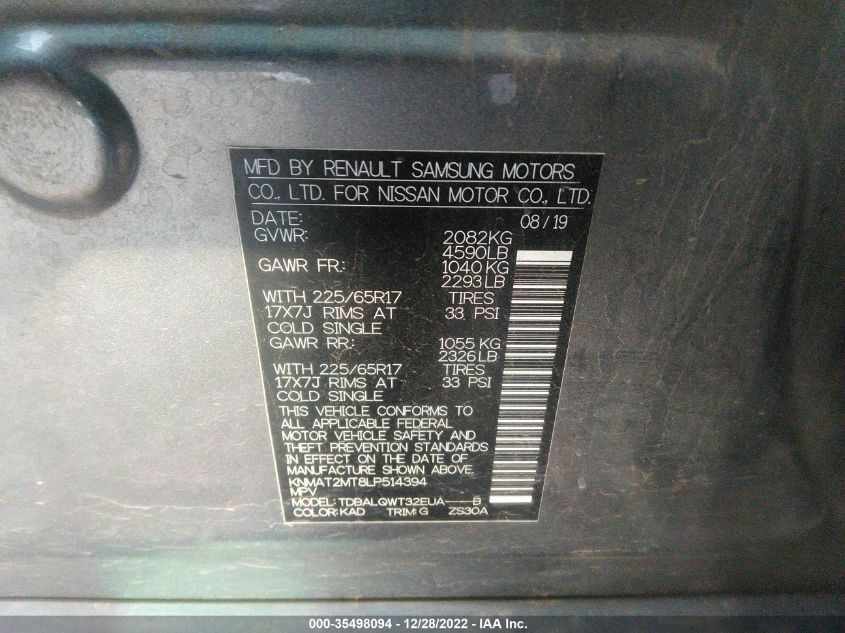 MFD BY RENAULT SAMSUNG MOTORS
CO., LTD. FOR NISSAN MOTOR CO., LTD.
DATE: 08/19
GVWR: 2082KG
4590LB
GAWR FR.: 1040KG
2293LB
WITH 225/65R17 TIRES
17X7J RIMS AT 33 PSI
COLD SINGLE
GAWR RR.: 1055 KG
2326LB
WITH 225/65R17 TIRES
17X7J RIMS AT 33 PSI
COLD SINGLE
THIS VEHICLE CONFORMS TO
ALL APPLICABLE FEDERAL
MOTOR VEHICLE SAFETY AND
THEFT PREVENTION STANDARDS
IN EFFECT ON THE DATE OF
MANUFACTURE SHOWN ABOVE.
KNMAT2MT8LP514394
MPV
MODEL: TDBALQWT32EUA----B
COLOR:KAD TRIM:G ZS30A
000-35498094 - 12/28/2022 - IAA Inc.